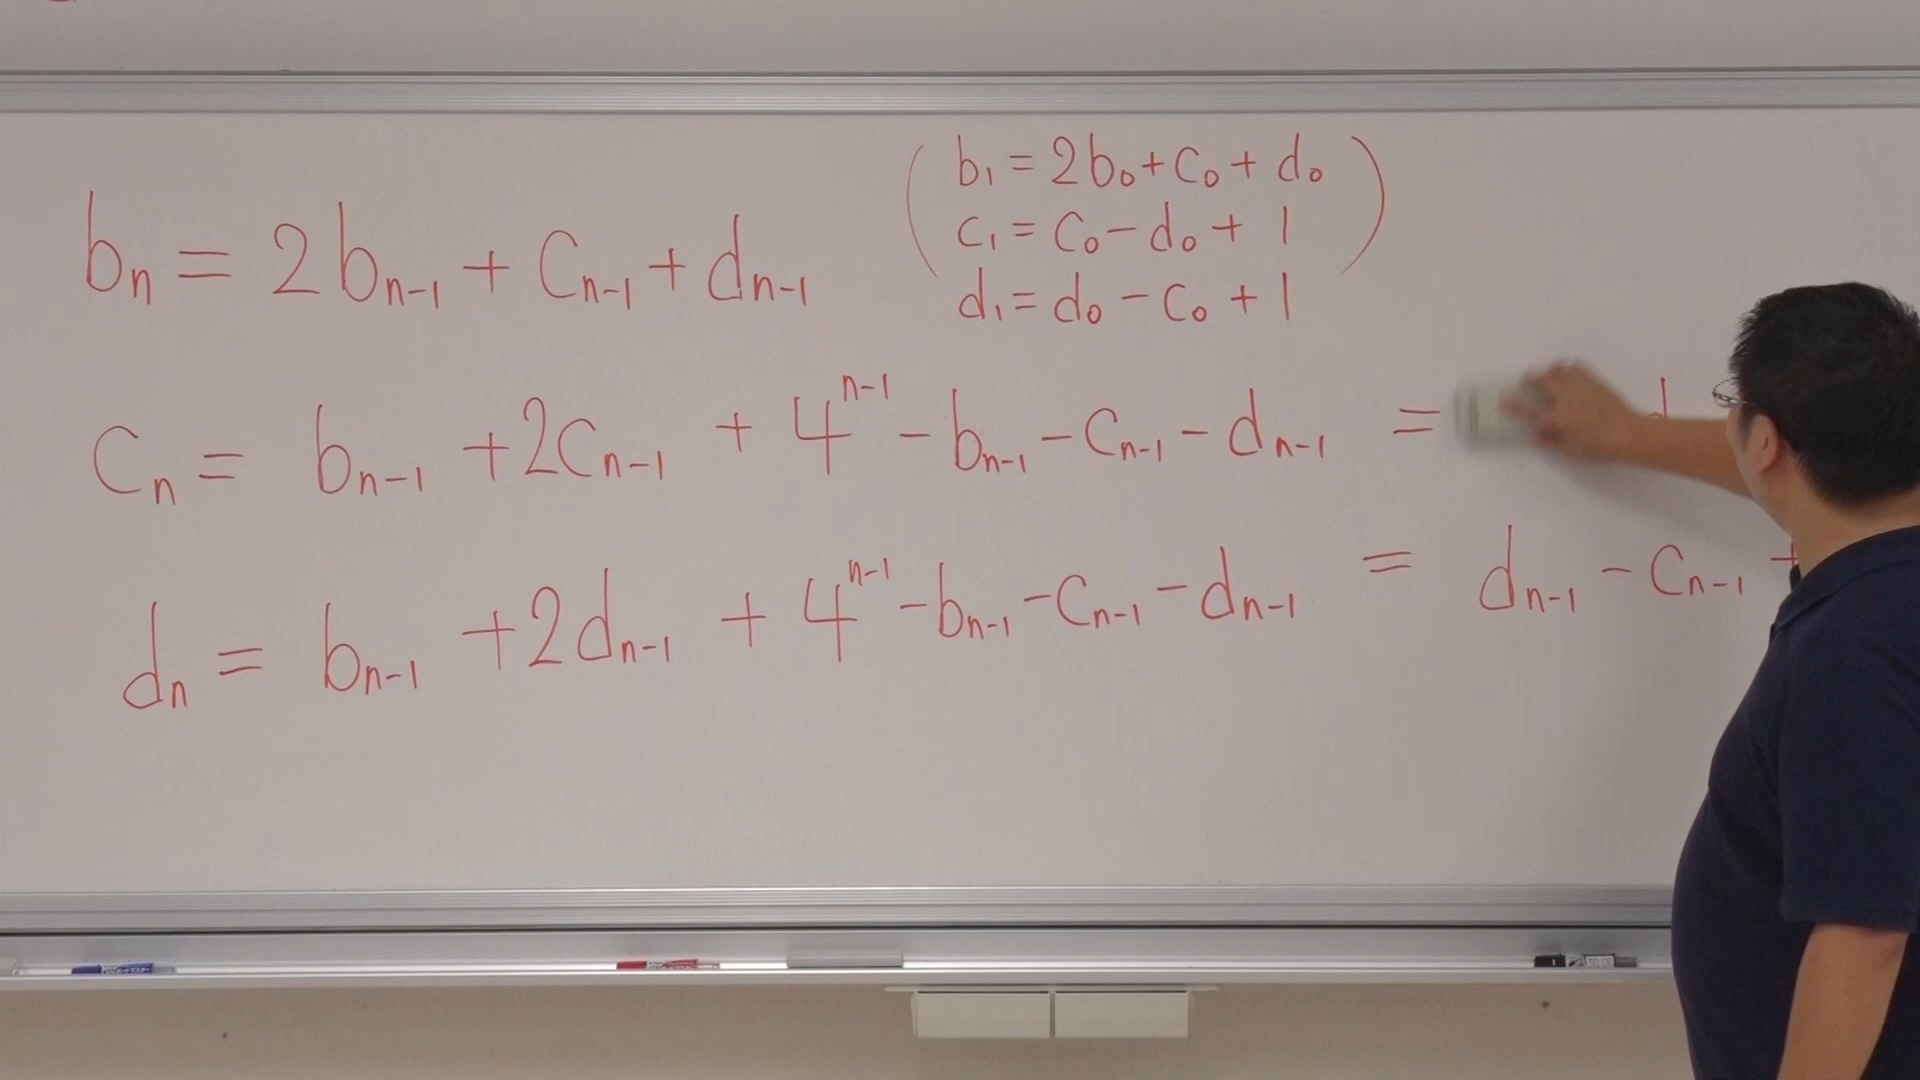 b₁ = 2b₀ + c₀ + d₀
c₁ = c₀ − d₀ + 1
d₁ = d₀ − c₀ + 1
bₙ = 2bₙ₋₁ + cₙ₋₁ + dₙ₋₁
cₙ = bₙ₋₁ + 2cₙ₋₁ + 4ⁿ⁻¹ − bₙ₋₁ − cₙ₋₁ − dₙ₋₁ = d
dₙ = bₙ₋₁ + 2dₙ₋₁ + 4ⁿ⁻¹ − bₙ₋₁ − cₙ₋₁ − dₙ₋₁ = dₙ₋₁ − cₙ₋₁ +